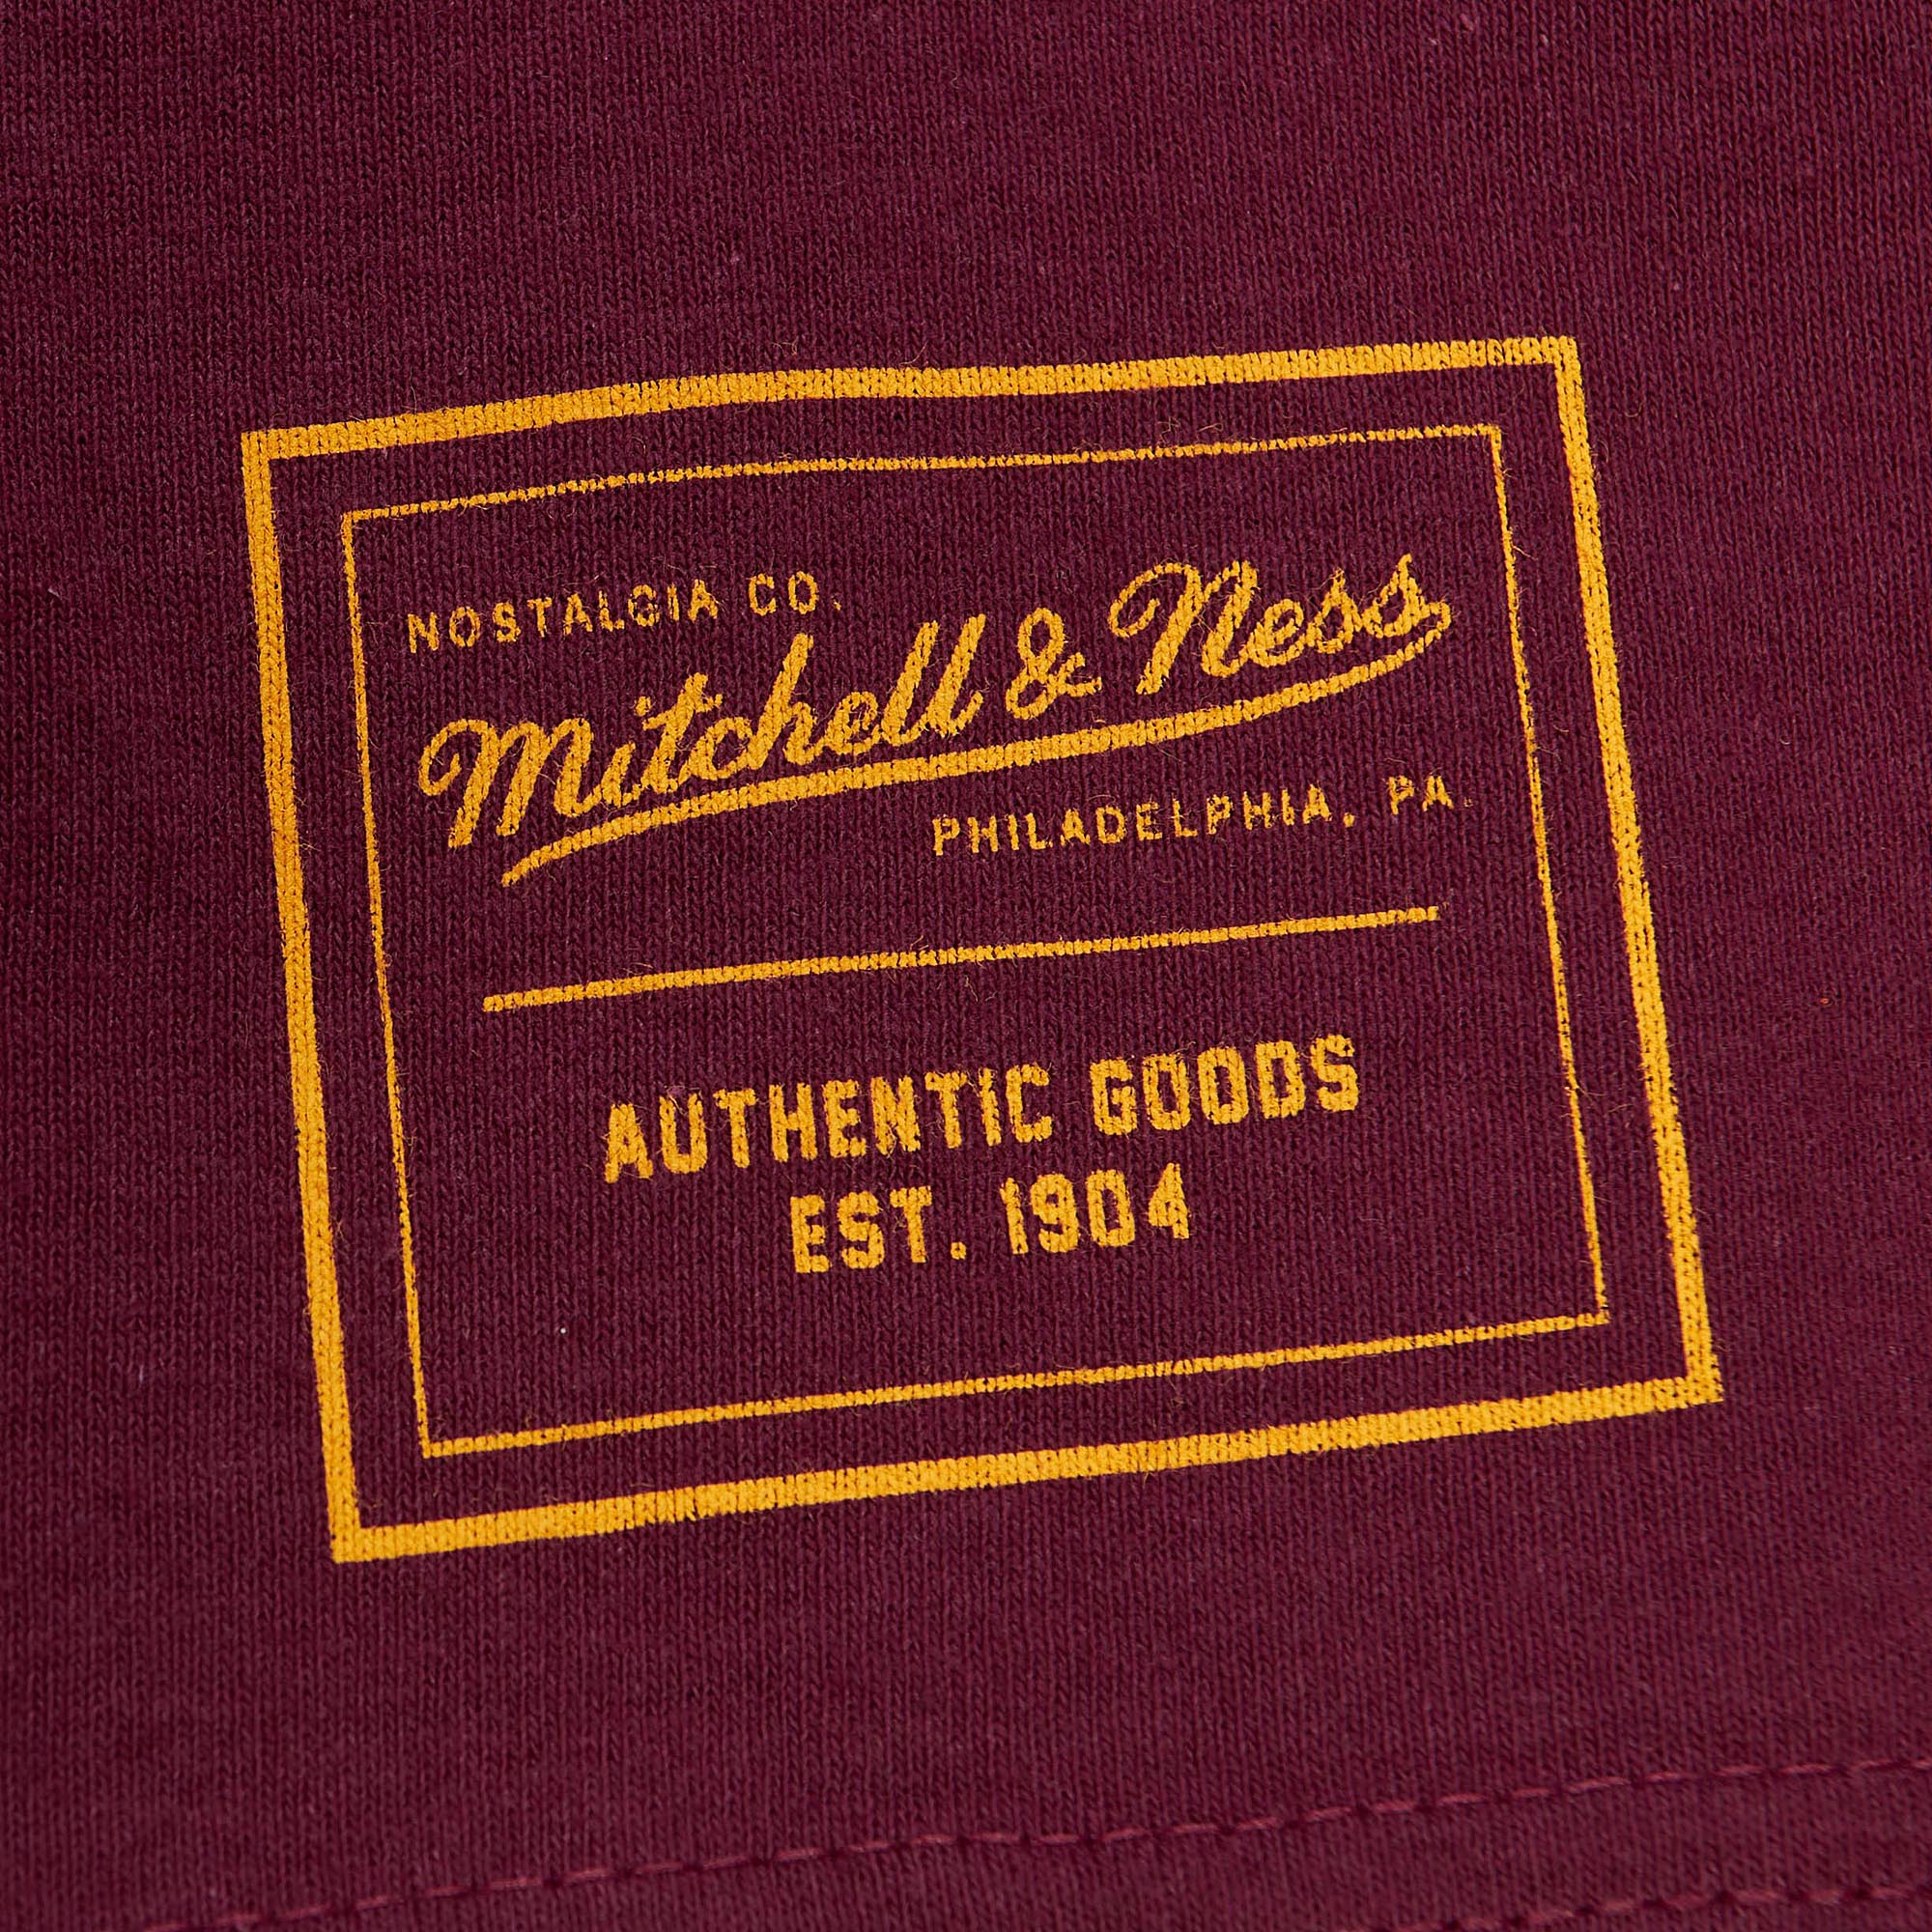 NOSTALGIA CO.
Mitchell & Ness
PHILADELPHIA, PA.
AUTHENTIC GOODS
EST. 1904